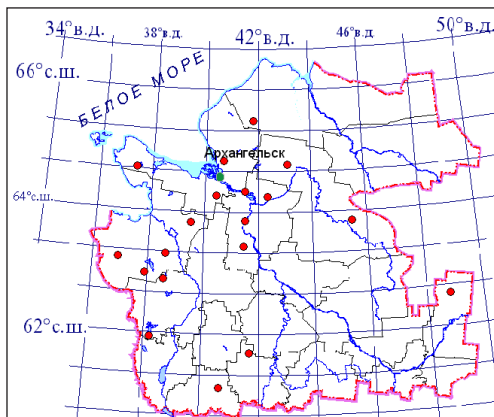 34°в.д.
38°в.д.
42°в.д.
46°в.д
50°в.д.
66°с.ш.
БЕЛОЕ МОРЕ
Архангельск
64°с.ш.
62°с.ш.